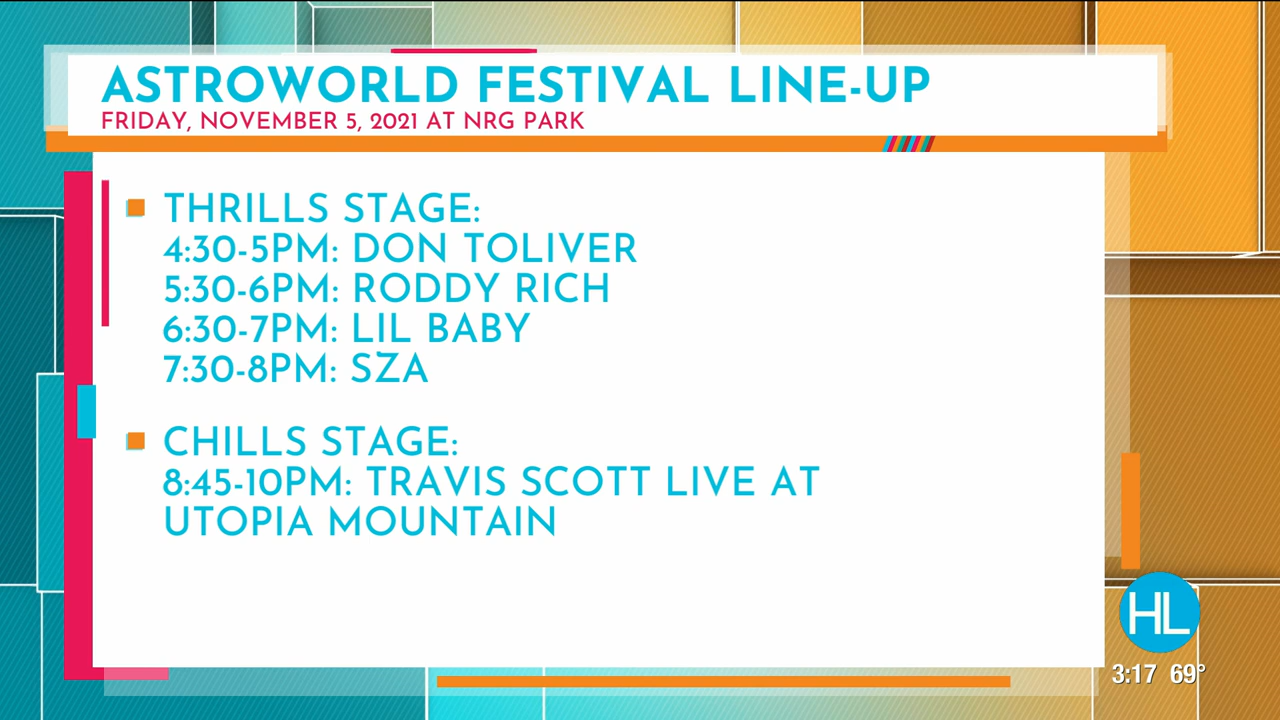 ASTROWORLD FESTIVAL LINE-UP
FRIDAY, NOVEMBER 5, 2021 AT NRG PARK
THRILLS STAGE:
4:30-5PM: DON TOLIVER
5:30-6PM: RODDY RICH
6:30-7PM: LIL BABY
7:30-8PM: SZA
CHILLS STAGE:
8:45-10PM: TRAVIS SCOTT LIVE AT
UTOPIA MOUNTAIN
HL
3:17 69°